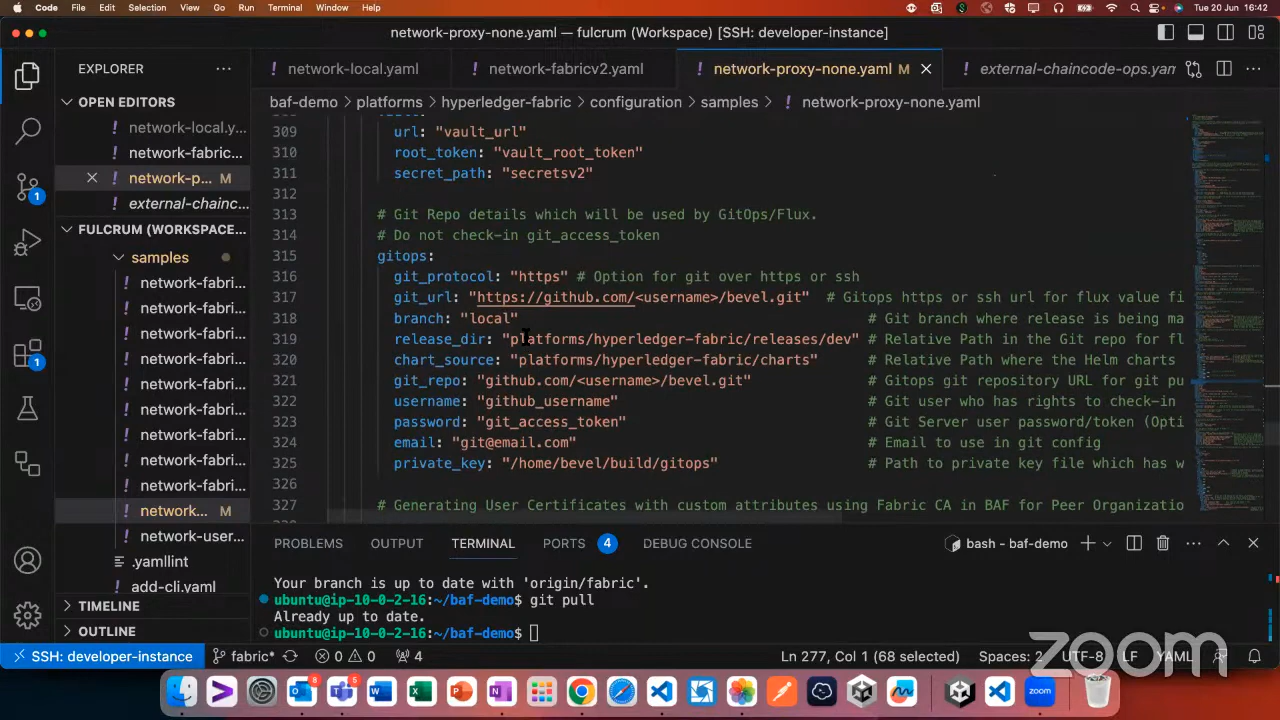 Code File Edit Selection View Go Run Terminal Window Help Tue 20 Jun 16:42
network-proxy-none.yaml — fulcrum (Workspace) [SSH: developer-instance]
EXPLORER
network-local.yaml network-fabricv2.yaml network-proxy-none.yaml M external-chaincode-ops.yam
OPEN EDITORS
network-local.y...
network-fabric...
network-p... M
external-chainc...
FULCRUM (WORKSPACE...
samples
network-fabri...
network-fabri...
network-fabri...
network-fabri...
network-fabri...
network-fabri...
network-fabri...
network-fabri...
network-fabri...
network... M
network-user...
.yamllint
add-cli.yaml
TIMELINE
OUTLINE
1
1
baf-demo > platforms > hyperledger-fabric > configuration > samples > ! network-proxy-none.yaml
309 url: "vault_url"
310 root_token: "vault_root_token"
311 secret_path: "secretsv2"
312
313 # Git Repo details which will be used by GitOps/Flux.
314 # Do not check-in git_access_token
315 gitops:
316 git_protocol: "https" # Option for git over https or ssh
317 git_url: "https://github.com/<username>/bevel.git" # Gitops https or ssh url for flux value fi
318 branch: "local" # Git branch where release is being ma
319 release_dir: "platforms/hyperledger-fabric/releases/dev" # Relative Path in the Git repo for fl
320 chart_source: "platforms/hyperledger-fabric/charts" # Relative Path where the Helm charts
321 git_repo: "github.com/<username>/bevel.git" # Gitops git repository URL for git pu
322 username: "github_username" # Git user who has rights to check-in
323 password: "git_access_token" # Git Server user password/token (Opti
324 email: "git@email.com" # Email to use in git config
325 private_key: "/home/bevel/build/gitops" # Path to private key file which has w
326
327 # Generating User Certificates with custom attributes using Fabric CA in BAF for Peer Organizatio
PROBLEMS OUTPUT TERMINAL PORTS 4 DEBUG CONSOLE bash - baf-demo
Your branch is up to date with 'origin/fabric'.
ubuntu@ip-10-0-2-16:~/baf-demo$ git pull
Already up to date.
ubuntu@ip-10-0-2-16:~/baf-demo$
SSH: developer-instance fabric* 0 0 4 Ln 277, Col 1 (68 selected) Spaces: 2 UTF-8 LF YAML
zoom
8
5
zoom